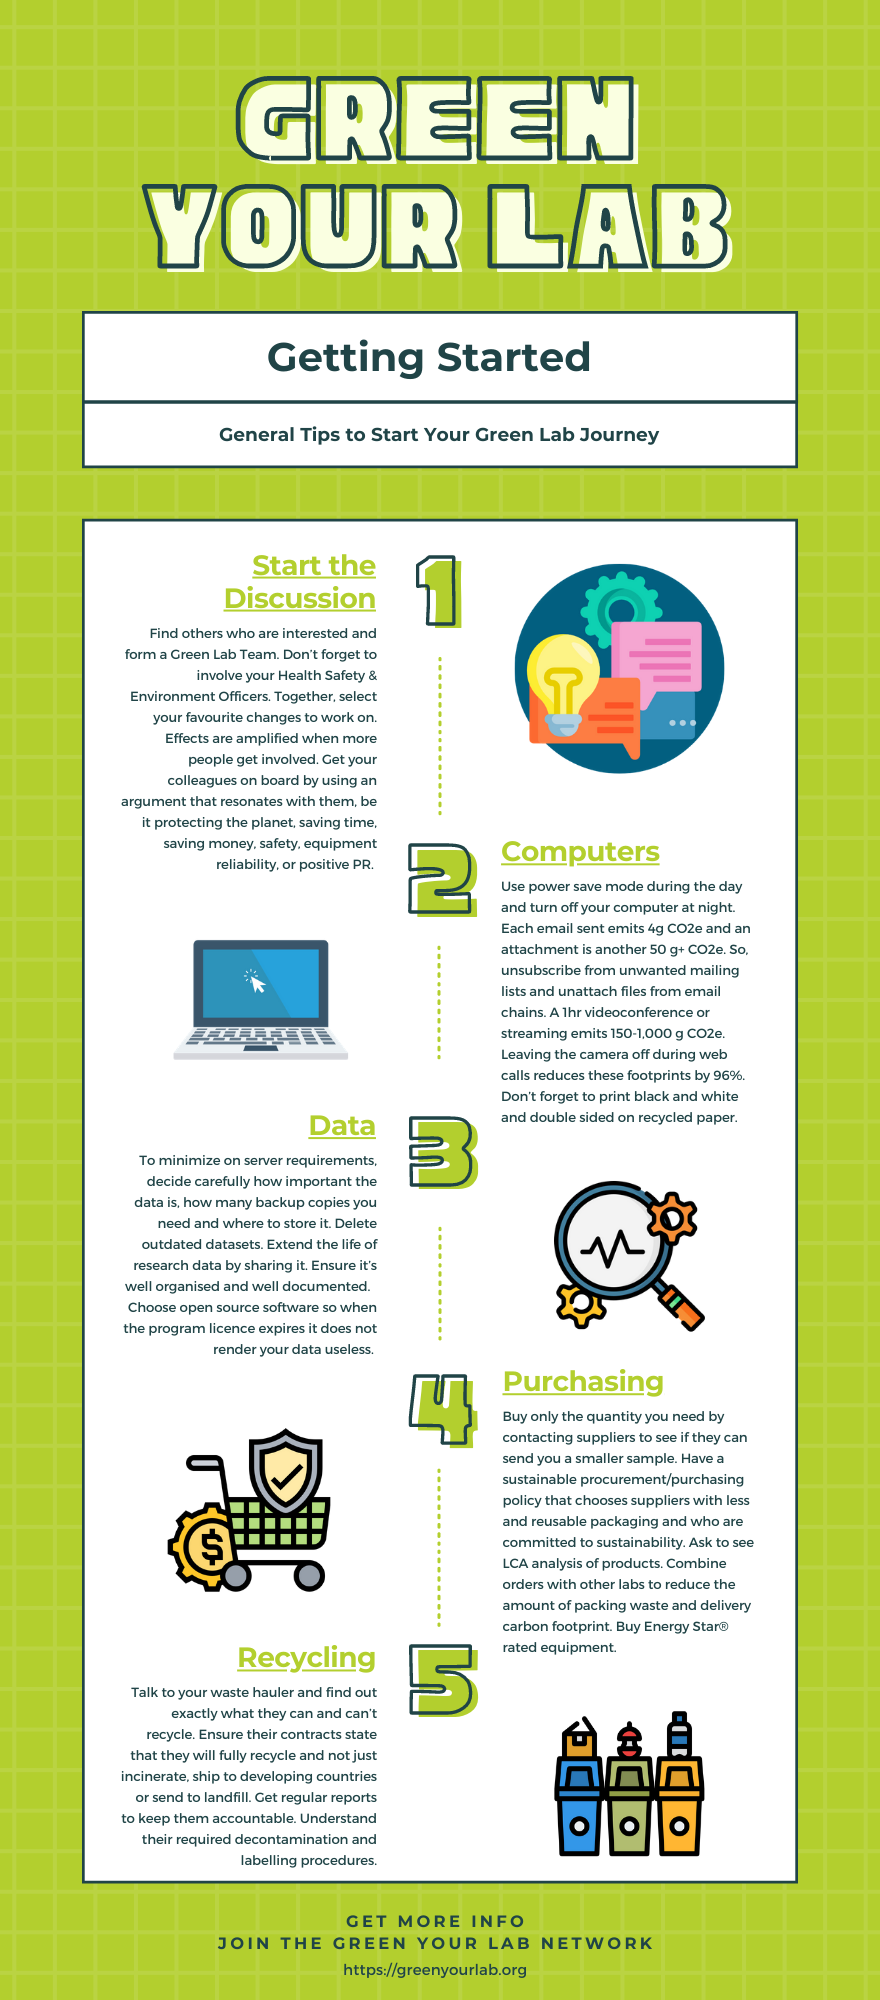 GREEN
YOUR LAB
Getting Started
General Tips to Start Your Green Lab Journey
1
Start the
Discussion
Find others who are interested and
form a Green Lab Team. Don't forget to
involve your Health Safety &
Environment Officers. Together, select
your favourite changes to work on.
Effects are amplified when more
people get involved. Get your
colleagues on board by using an
argument that resonates with them, be
it protecting the planet, saving time,
saving money, safety, equipment
reliability, or positive PR.
2
Computers
Use power save mode during the day
and turn off your computer at night.
Each email sent emits 4g CO2e and an
attachment is another 50 g+ CO2e. So,
unsubscribe from unwanted mailing
lists and unattach files from email
chains. A 1hr videoconference or
streaming emits 150-1,000 g CO2e.
Leaving the camera off during web
calls reduces these footprints by 96%.
Don't forget to print black and white
and double sided on recycled paper.
3
Data
To minimize on server requirements,
decide carefully how important the
data is, how many backup copies you
need and where to store it. Delete
outdated datasets. Extend the life of
research data by sharing it. Ensure it's
well organised and well documented.
Choose open source software so when
the program licence expires it does not
render your data useless.
4
Purchasing
Buy only the quantity you need by
contacting suppliers to see if they can
send you a smaller sample. Have a
sustainable procurement/purchasing
policy that chooses suppliers with less
and reusable packaging and who are
committed to sustainability. Ask to see
LCA analysis of products. Combine
orders with other labs to reduce the
amount of packing waste and delivery
carbon footprint. Buy Energy Star®
rated equipment.
$
5
Recycling
Talk to your waste hauler and find out
exactly what they can and can't
recycle. Ensure their contracts state
that they will fully recycle and not just
incinerate, ship to developing countries
or send to landfill. Get regular reports
to keep them accountable. Understand
their required decontamination and
labelling procedures.
GET MORE INFO
JOIN THE GREEN YOUR LAB NETWORK
https://greenyourlab.org